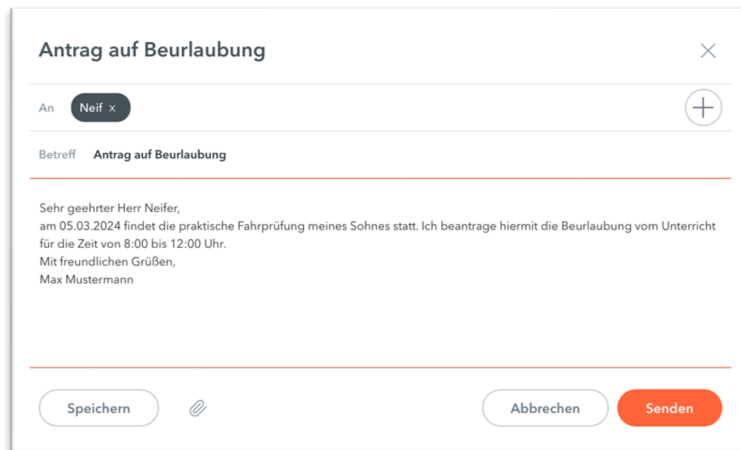 Antrag auf Beurlaubung
An Neif x
Betreff Antrag auf Beurlaubung
Sehr geehrter Herr Neifer,
am 05.03.2024 findet die praktische Fahrprüfung meines Sohnes statt. Ich beantrage hiermit die Beurlaubung vom Unterricht
für die Zeit von 8:00 bis 12:00 Uhr.
Mit freundlichen Grüßen,
Max Mustermann
Speichern Abbrechen Senden